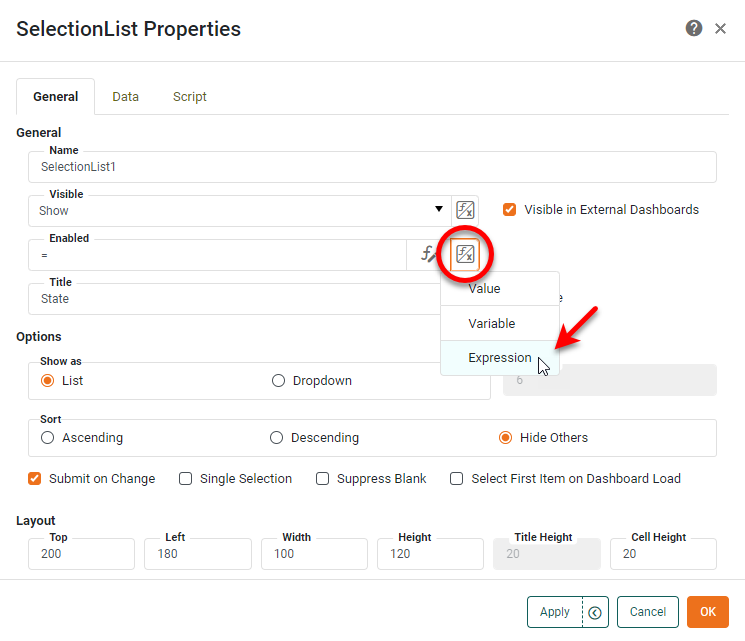 SelectionList Properties
General Data Script
General
Name
SelectionList1
Visible
Show
Visible in External Dashboards
Enabled
=
Value
Title
State
Variable
Options
Expression
Show as
List Dropdown
6
Sort
Ascending Descending Hide Others
Submit on Change Single Selection Suppress Blank Select First Item on Dashboard Load
Layout
Top Left Width Height Title Height Cell Height
200 180 100 120 20 20
Apply Cancel OK